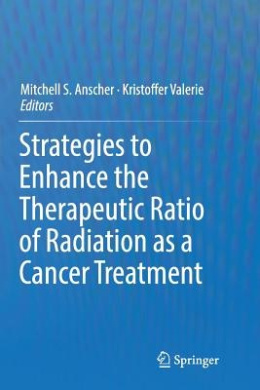 Mitchell S. Anscher · Kristoffer Valerie
Editors
Strategies to
Enhance the
Therapeutic Ratio
of Radiation as a
Cancer Treatment
Springer